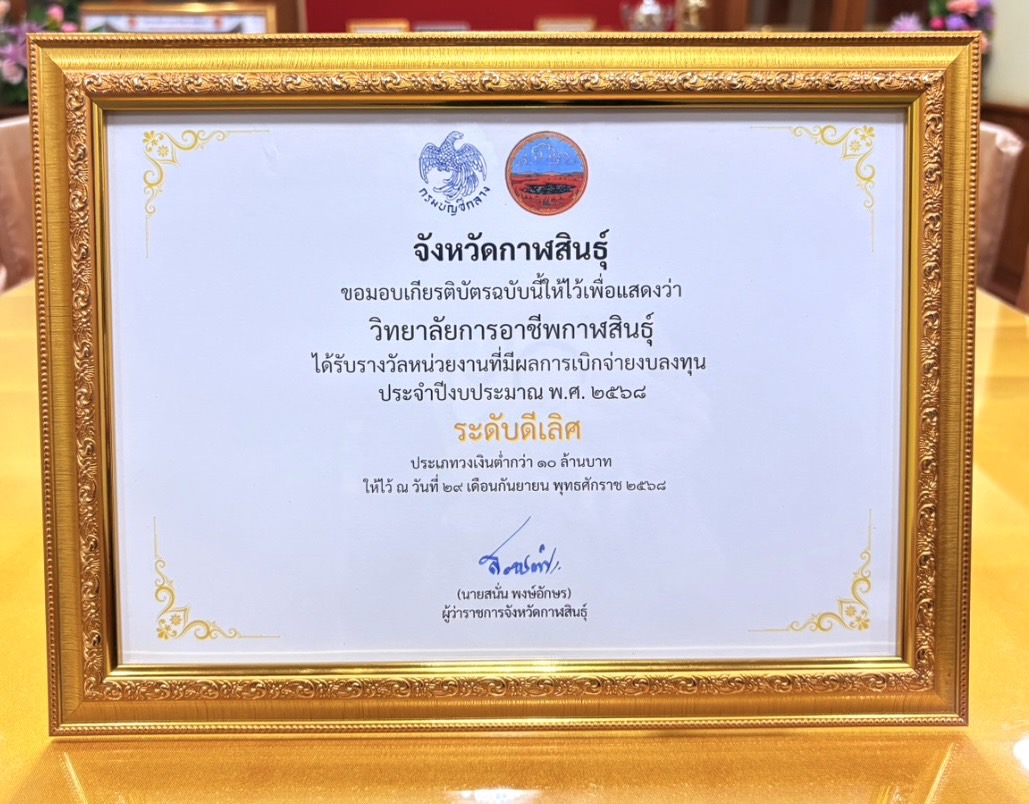 กรมบัญชีกลาง
จังหวัดกาฬสินธุ์
ขอมอบเกียรติบัตรฉบับนี้ให้ไว้เพื่อแสดงว่า
วิทยาลัยการอาชีพกาฬสินธุ์
ได้รับรางวัลหน่วยงานที่มีผลการเบิกจ่ายงบลงทุน
ประจำปีงบประมาณ พ.ศ. ๒๕๖๘
ระดับดีเลิศ
ประเภทวงเงินต่ำกว่า ๑๐ ล้านบาท
ให้ไว้ ณ วันที่ ๒๙ เดือนกันยายน พุทธศักราช ๒๕๖๘
(นายสนั่น พงษ์อักษร)
ผู้ว่าราชการจังหวัดกาฬสินธุ์